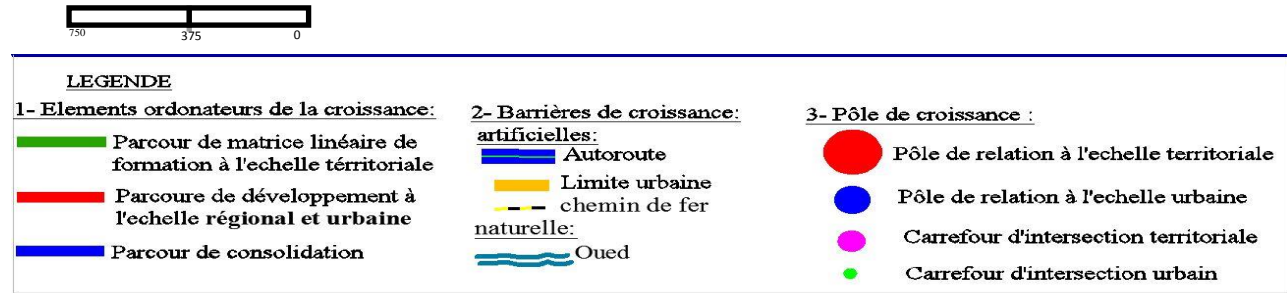 750 375 0
LEGENDE
1- Elements ordonateurs de la croissance:
Parcour de matrice linéaire de
formation à l'echelle térritoriale
Parcoure de développement à
l'echelle régional et urbaine
Parcour de consolidation
2- Barrières de croissance:
artificielles:
Autoroute
Limite urbaine
chemin de fer
naturelle:
Oued
3- Pôle de croissance :
Pôle de relation à l'echelle territoriale
Pôle de relation à l'echelle urbaine
Carrefour d'intersection territoriale
Carrefour d'intersection urbain